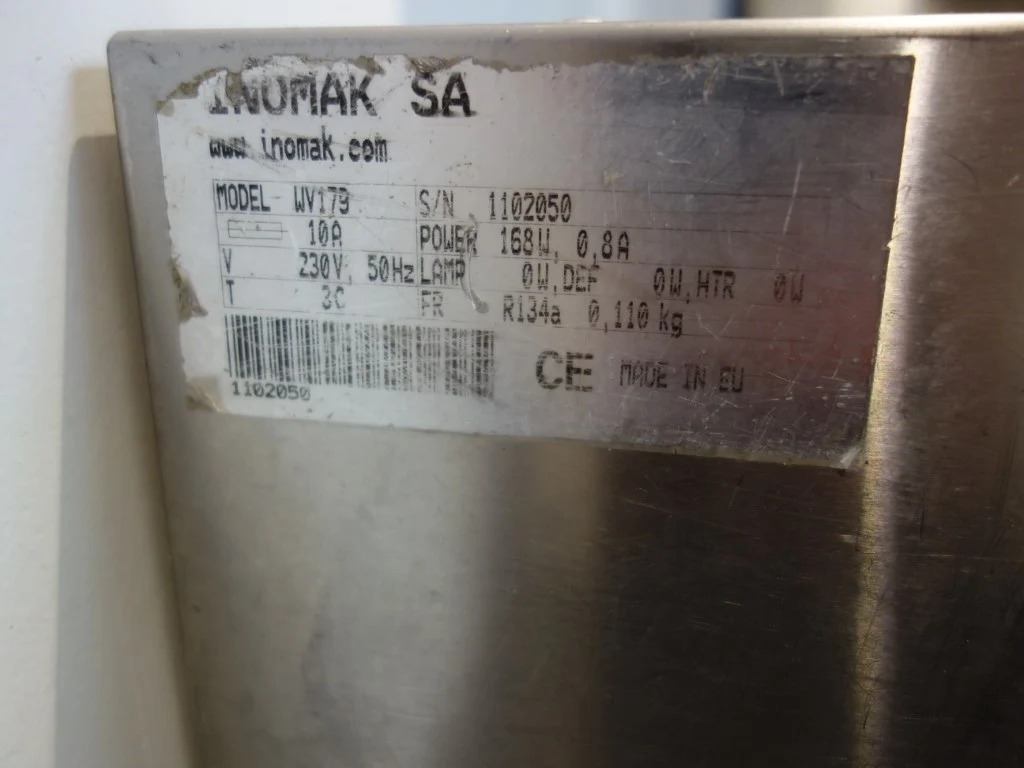 INOMAK SA
www.inomak.com
MODEL WV179 S/N 1102050
10A POWER 168W, 0,8A
V 230V, 50Hz LAMP 0W, DEF 0W, HTR 0W
T 3C FR R134a 0,110 kg
1102050
CE MADE IN EU